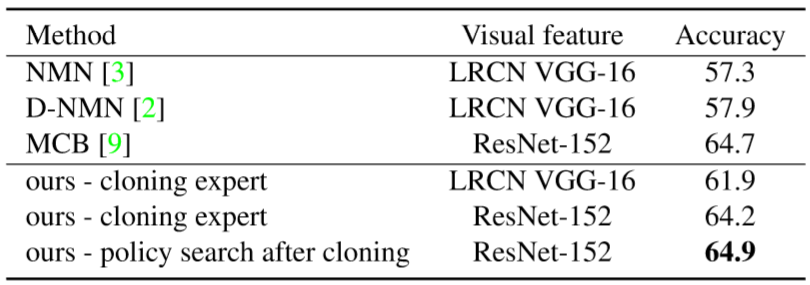 Method Visual feature Accuracy
NMN [3] LRCN VGG-16 57.3
D-NMN [2] LRCN VGG-16 57.9
MCB [9] ResNet-152 64.7
ours - cloning expert LRCN VGG-16 61.9
ours - cloning expert ResNet-152 64.2
ours - policy search after cloning ResNet-152 64.9